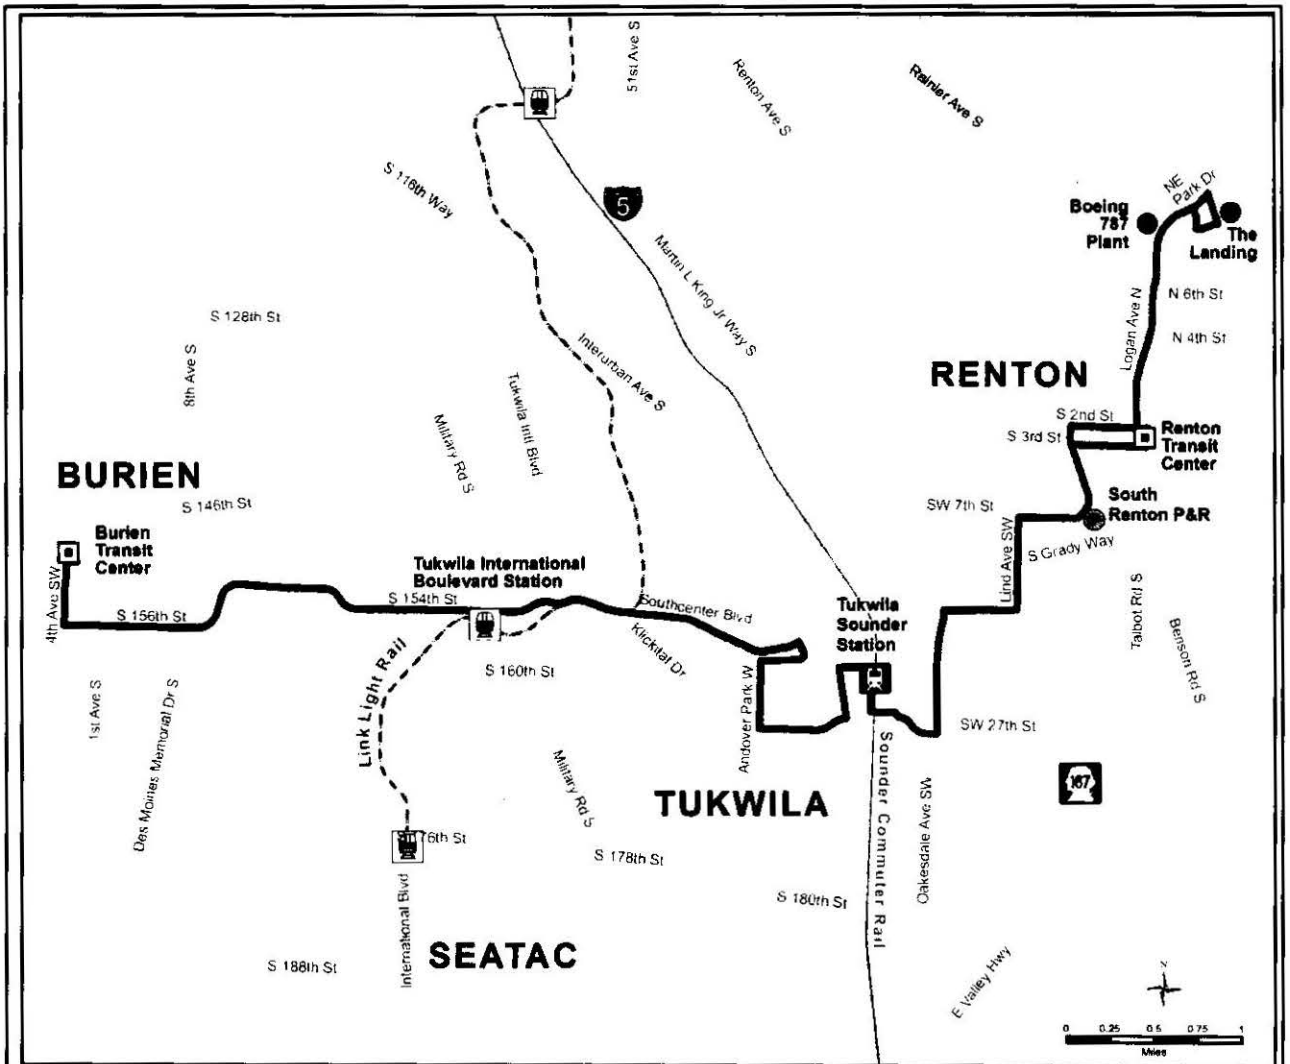 51st Ave S
Renton Ave S
Rainier Ave S
S 116th Way
5
NE
Park Dr
Boeing
787
Plant
The
Landing
Martin L King Jr Way S
N 6th St
S 128th St
Logan Ave N
N 4th St
8th Ave S
Interurban Ave S
Tukwila Intl Blvd
RENTON
Military Rd S
S 2nd St
S 3rd St
Renton
Transit
Center
BURIEN
S 146th St
SW 7th St
South
Renton P&R
Burien
Transit
Center
Lind Ave SW
S Grady Way
Tukwila International
Boulevard Station
4th Ave SW
S 156th St
S 154th St
Southcenter Blvd
Tukwila
Sounder
Station
Talbot Rd S
Benson Rd S
Klickitat Dr
Link Light Rail
S 160th St
1st Ave S
Des Moines Memorial Dr S
Andover Park W
SW 27th St
Military Rd S
Sounder Commuter Rail
167
TUKWILA
Oakesdale Ave SW
76th St
S 178th St
S 180th St
International Blvd
SEATAC
S 188th St
E Valley Hwy
N
0 0.25 0.5 0.75 1
Miles